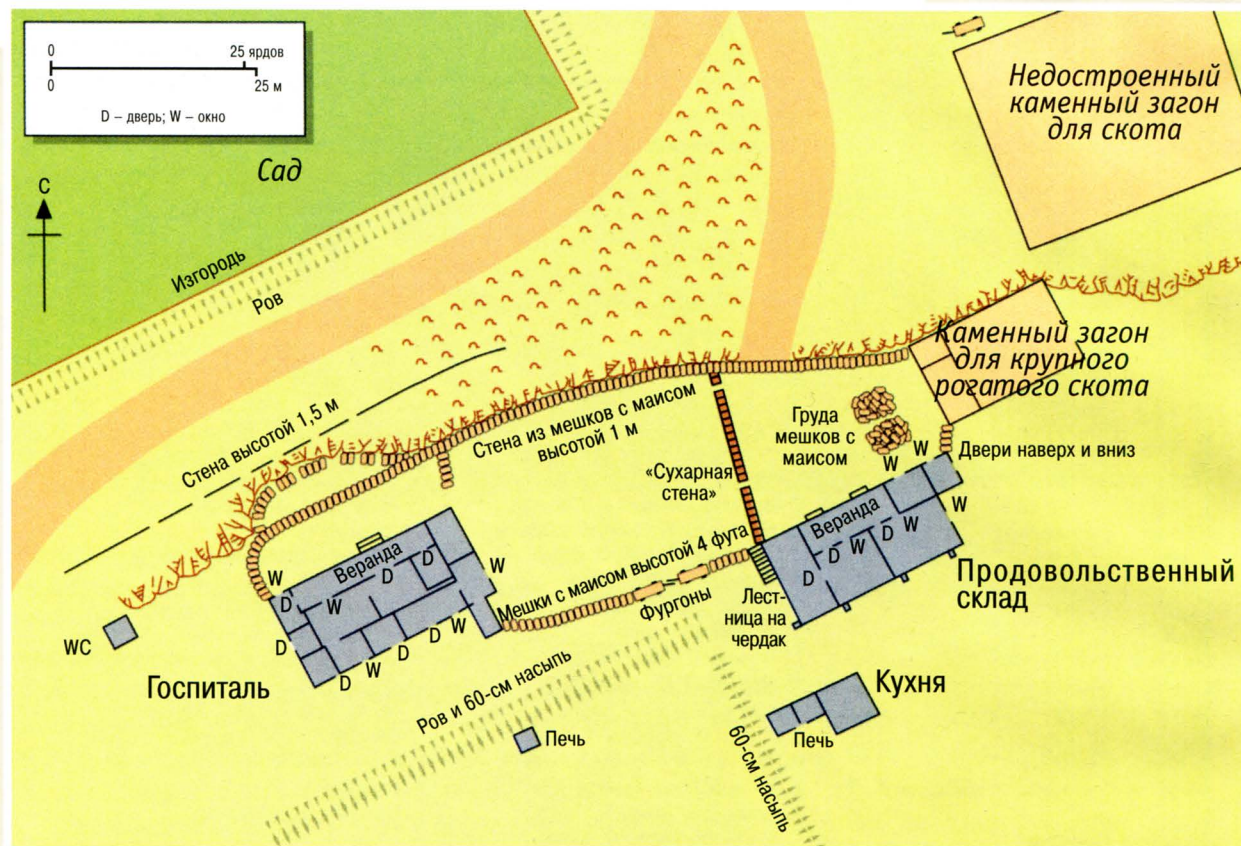 0 25 ярдов
0 25 м
D – дверь; W – окно
С
Сад
Изгородь
Ров
Недостроенный
каменный загон
для скота
Каменный загон
для крупного
рогатого скота
Стена высотой 1,5 м
Стена из мешков с маисом
высотой 1 м
Груда
мешков с
маисом
«Сухарная
стена»
Двери наверх и вниз
W
W
Веранда
W
D
W
D
W
D
Продовольственный
склад
Мешки с маисом высотой 4 фута
Фургоны
Лест-
ница на
чердак
W
Веранда
D
D
D
W
W
D
D
W
D
D
W
D
WC
Госпиталь
Ров и 60-см насыпь
Печь
60-см насыпь
Кухня
Печь